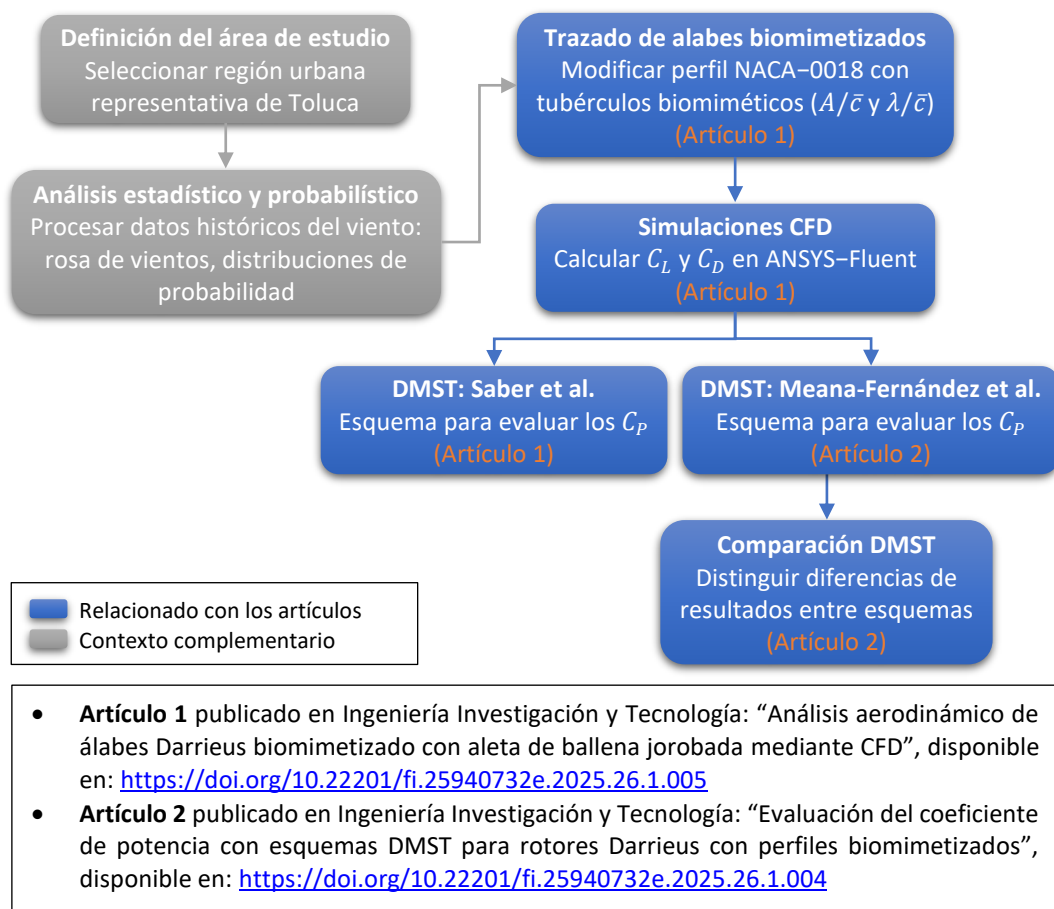 Definición del área de estudio
Seleccionar región urbana
representativa de Toluca
Análisis estadístico y probabilístico
Procesar datos históricos del viento:
rosa de vientos, distribuciones de
probabilidad
Trazado de alabes biomimetizados
Modificar perfil NACA−0018 con
tubérculos biomiméticos (A/c̄ y λ/c̄)
(Artículo 1)
Simulaciones CFD
Calcular C_L y C_D en ANSYS−Fluent
(Artículo 1)
DMST: Saber et al.
Esquema para evaluar los C_P
(Artículo 1)
DMST: Meana-Fernández et al.
Esquema para evaluar los C_P
(Artículo 2)
Comparación DMST
Distinguir diferencias de
resultados entre esquemas
(Artículo 2)
Relacionado con los artículos
Contexto complementario
• Artículo 1 publicado en Ingeniería Investigación y Tecnología: “Análisis aerodinámico de
álabes Darrieus biomimetizado con aleta de ballena jorobada mediante CFD”, disponible
en: https://doi.org/10.22201/fi.25940732e.2025.26.1.005
• Artículo 2 publicado en Ingeniería Investigación y Tecnología: “Evaluación del coeficiente
de potencia con esquemas DMST para rotores Darrieus con perfiles biomimetizados”,
disponible en: https://doi.org/10.22201/fi.25940732e.2025.26.1.004